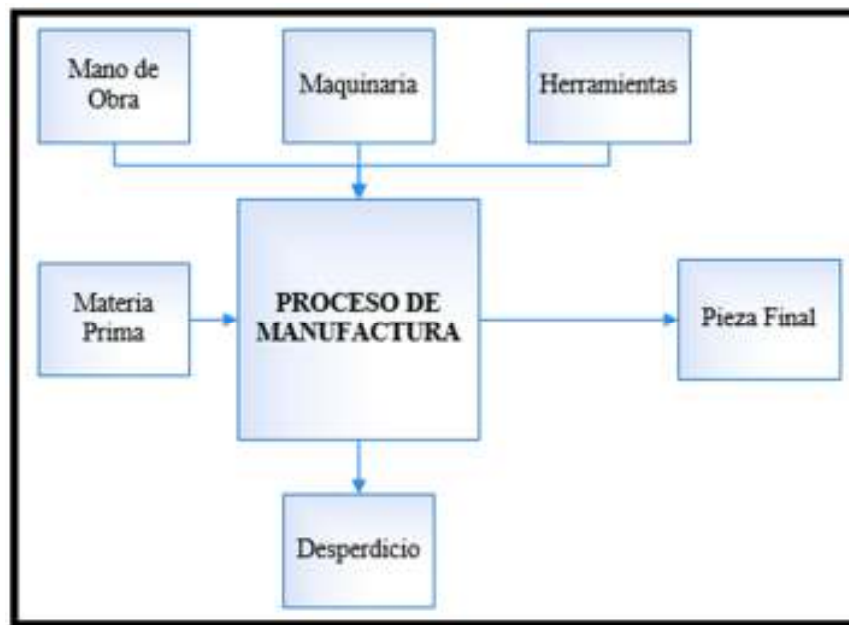 Mano de
Obra
Maquinaria
Herramientas
Materia
Prima
PROCESO DE
MANUFACTURA
Pieza Final
Desperdicio